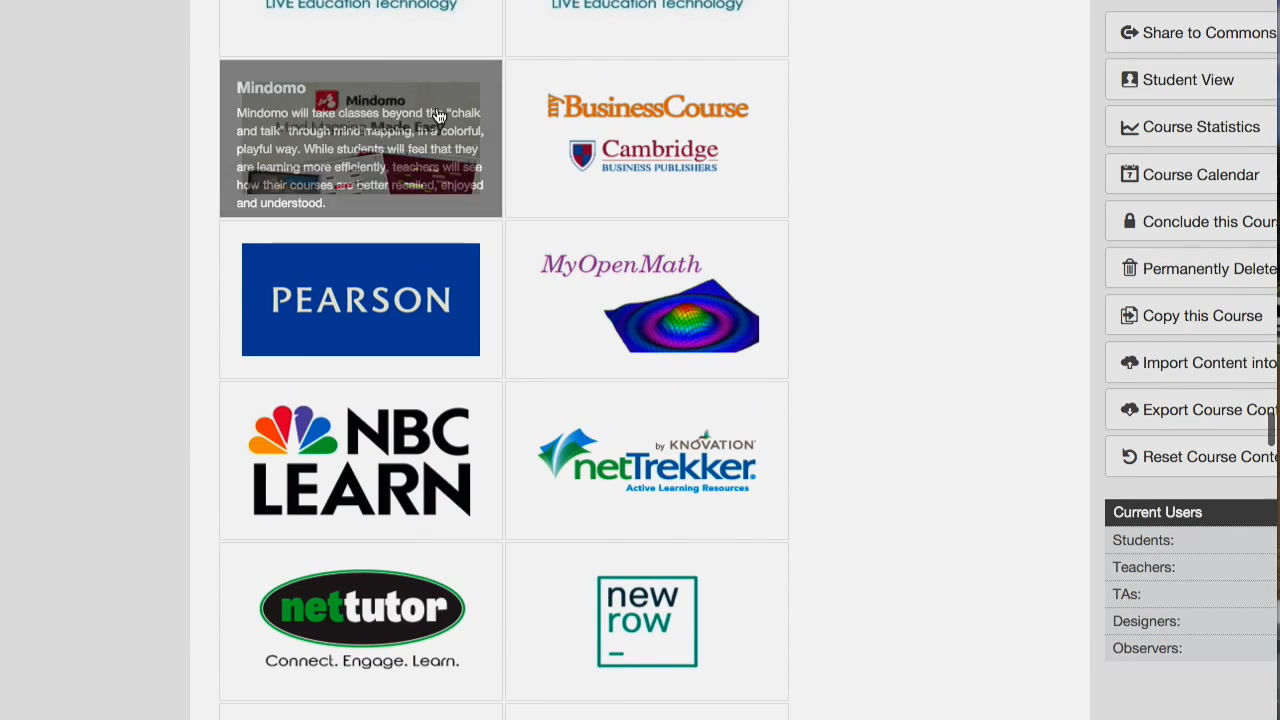 LIVE Education Technology
LIVE Education Technology
Mindomo
Mindomo
Mindomo will take classes beyond the "chalk
and talk" through mind mapping, in a colorful,
playful way. While students will feel that they
are learning more efficiently, teachers will see
how their courses are better recalled, enjoyed
and understood.
myBusinessCourse
Cambridge
BUSINESS PUBLISHERS
PEARSON
MyOpenMath
NBC
LEARN
by KNOVATION
netTrekker.
Active Learning Resources
nettutor
Connect. Engage. Learn.
new
row
Share to Commons
Student View
Course Statistics
Course Calendar
Conclude this Cour
Permanently Delete
Copy this Course
Import Content into
Export Course Con
Reset Course Conte
Current Users
Students:
Teachers:
TAs:
Designers:
Observers: